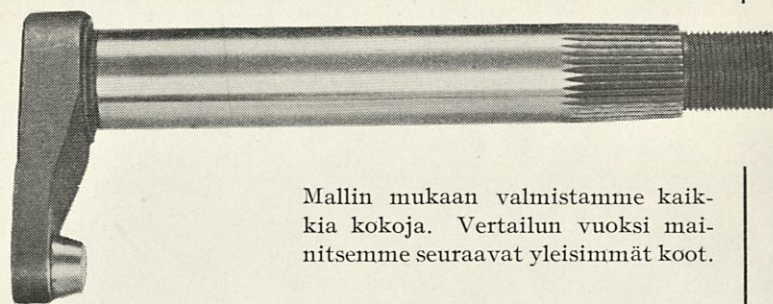 Mallin mukaan valmistamme kaik-
kia kokoja. Vertailun vuoksi mai-
nitsemme seuraavat yleisimmät koot.